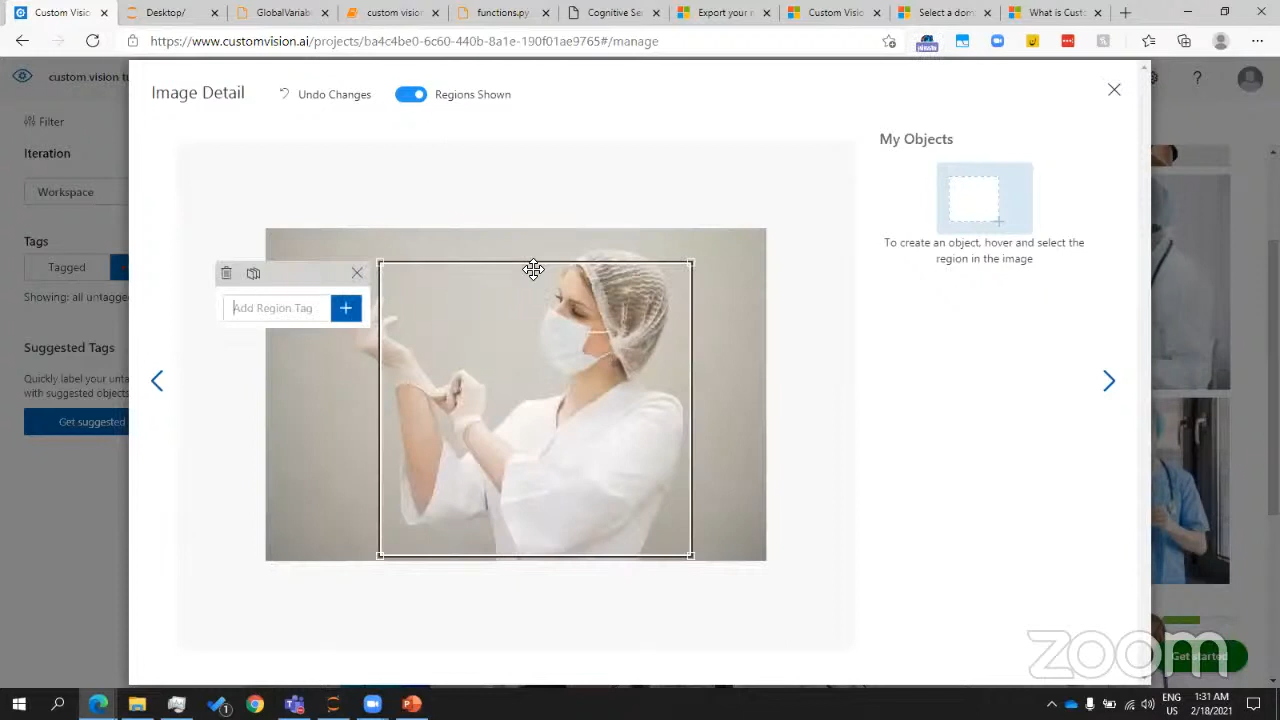 Custom Vis
Desktop/
GlobalVariab
custom vision
functions.py
Cognitive Se
Export your m
Custom Visio
Select a dom
What is Custo
https://www.customvision.ai/projects/ba4c4be0-6c60-440b-8a1e-190f01ae9765#/manage
custom vision tu
?
Image Detail
Undo Changes
Regions Shown
Filter
Iteration
Workspace
Tags
Tagged
Showing: all untagge
Suggested Tags
Quickly label your unta
with suggested objects
Get suggested
Add Region Tag
My Objects
To create an object, hover and select the
region in the image
zoom
Get started
ENG
US
1:31 AM
2/18/2021